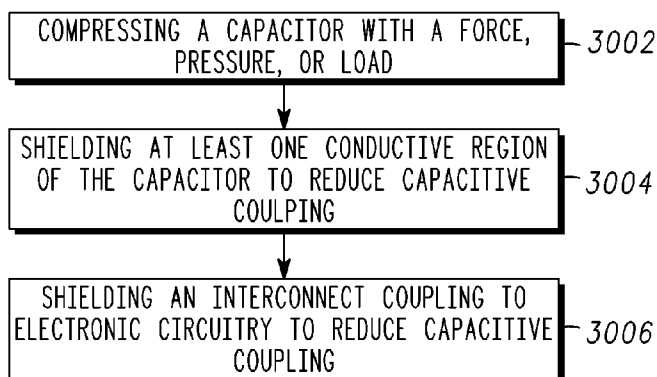 COMPRESSING A CAPACITOR WITH A FORCE,
PRESSURE, OR LOAD
3002
SHIELDING AT LEAST ONE CONDUCTIVE REGION
OF THE CAPACITOR TO REDUCE CAPACITIVE
COULPING
3004
SHIELDING AN INTERCONNECT COUPLING TO
ELECTRONIC CIRCUITRY TO REDUCE CAPACITIVE
COUPLING
3006